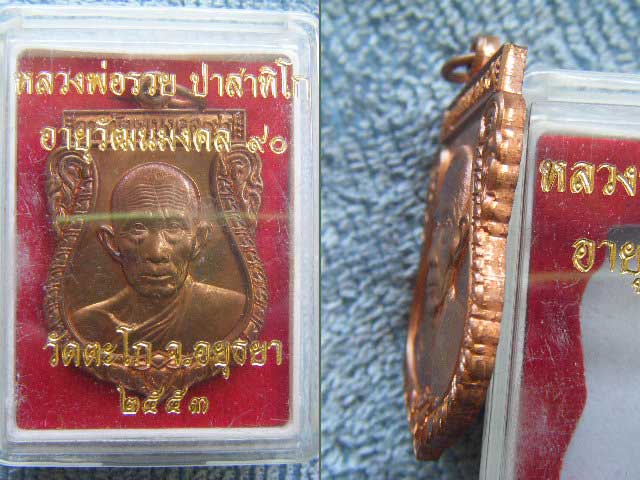 หลวงพ่อรวย ปาสาทิโก
อายุวัฒนมงคล ๙๐
วัดตะโก จ.อยุธยา
๒๕๕๓
หลวง
อายุ